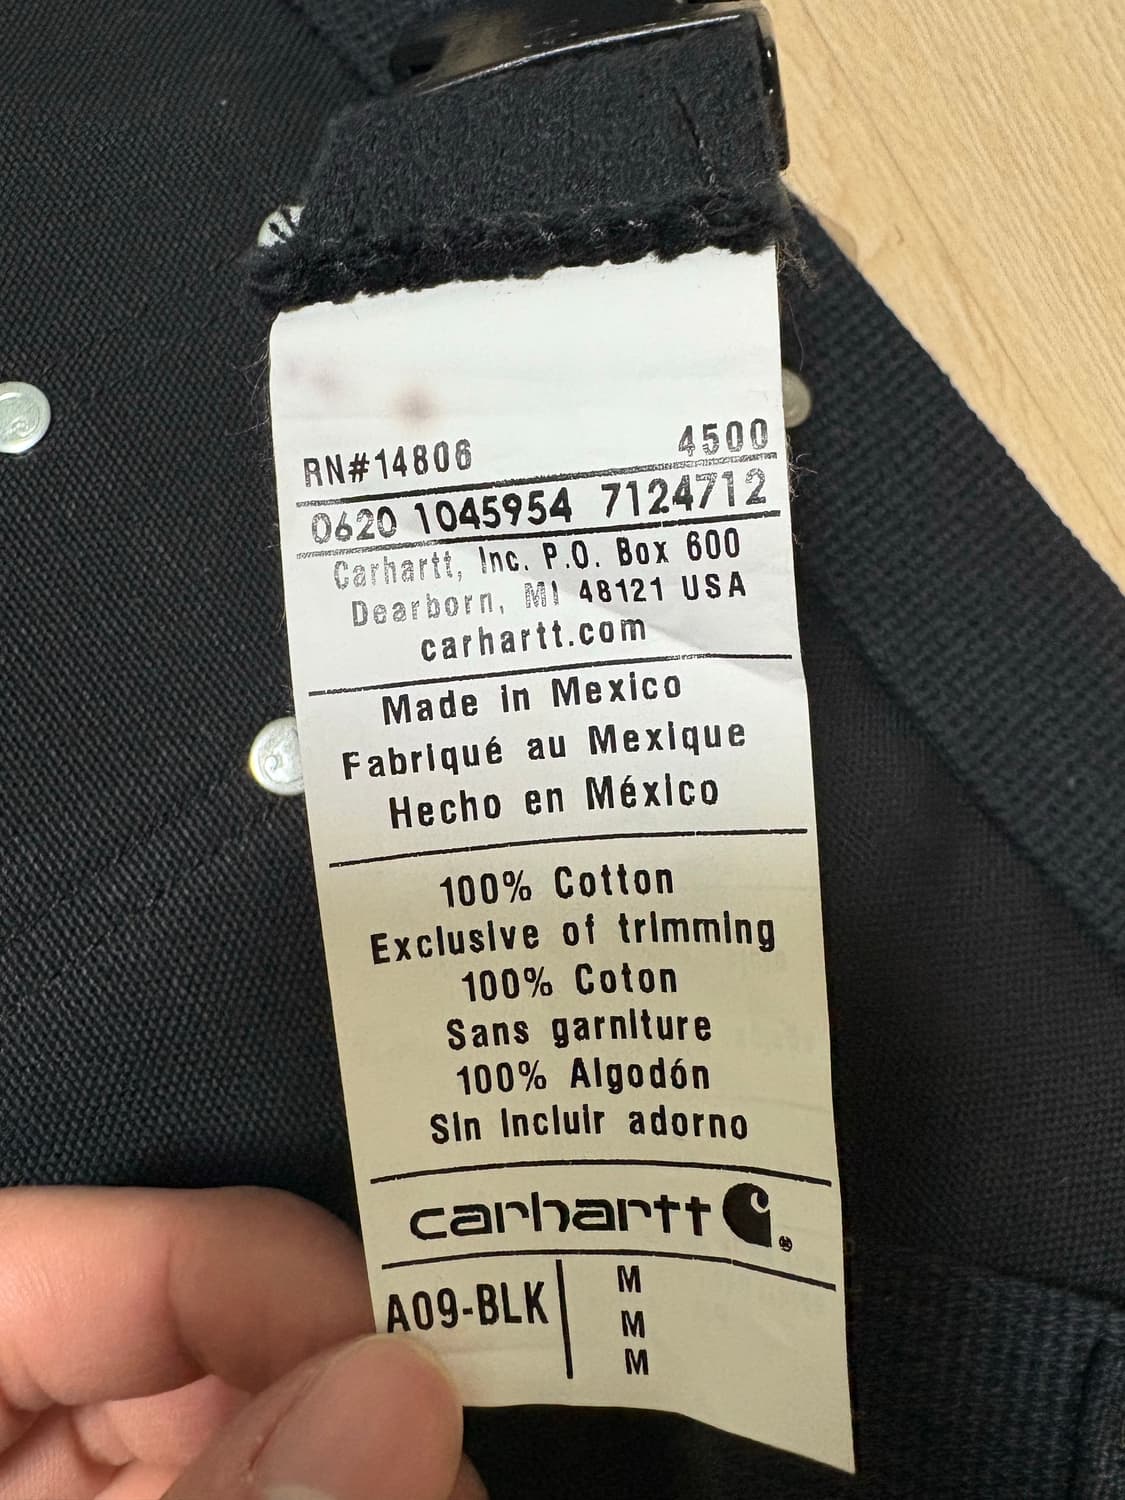 RN#14806 4500
0620 1045954 7124712
Carhartt, Inc. P.O. Box 600
Dearborn, MI 48121 USA
carhartt.com
Made in Mexico
Fabriqué au Mexique
Hecho en México
100% Cotton
Exclusive of trimming
100% Coton
Sans garniture
100% Algodón
Sin Incluir adorno
carhartt ®
A09-BLK M
M
M